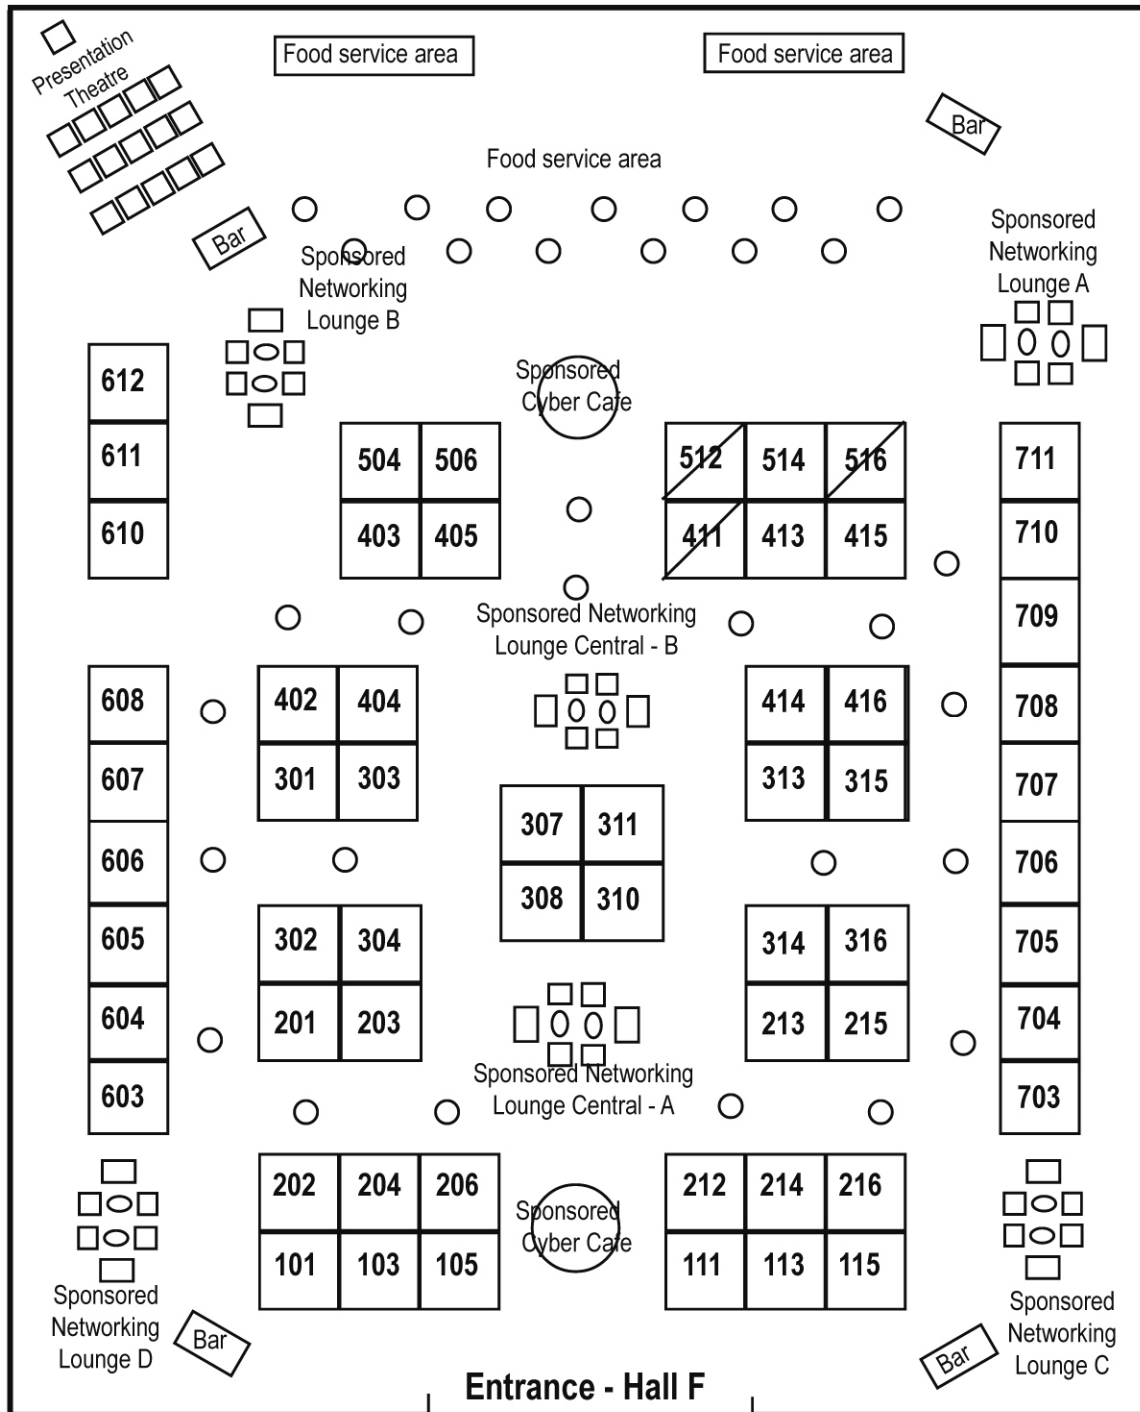 Presentation
Theatre
Food service area
Food service area
Bar
Food service area
Bar
Sponsored
Networking
Lounge B
Sponsored
Networking
Lounge A
Sponsored
Cyber Cafe
612
611
610
504 506
403 405
512 514 516
411 413 415
711
710
709
708
707
706
705
704
703
Sponsored Networking
Lounge Central - B
608
607
606
605
604
603
402 404
301 303
414 416
313 315
307 311
308 310
302 304
201 203
314 316
213 215
Sponsored Networking
Lounge Central - A
202 204 206
101 103 105
Sponsored
Cyber Cafe
212 214 216
111 113 115
Sponsored
Networking
Lounge D
Bar
Bar
Sponsored
Networking
Lounge C
Entrance - Hall F